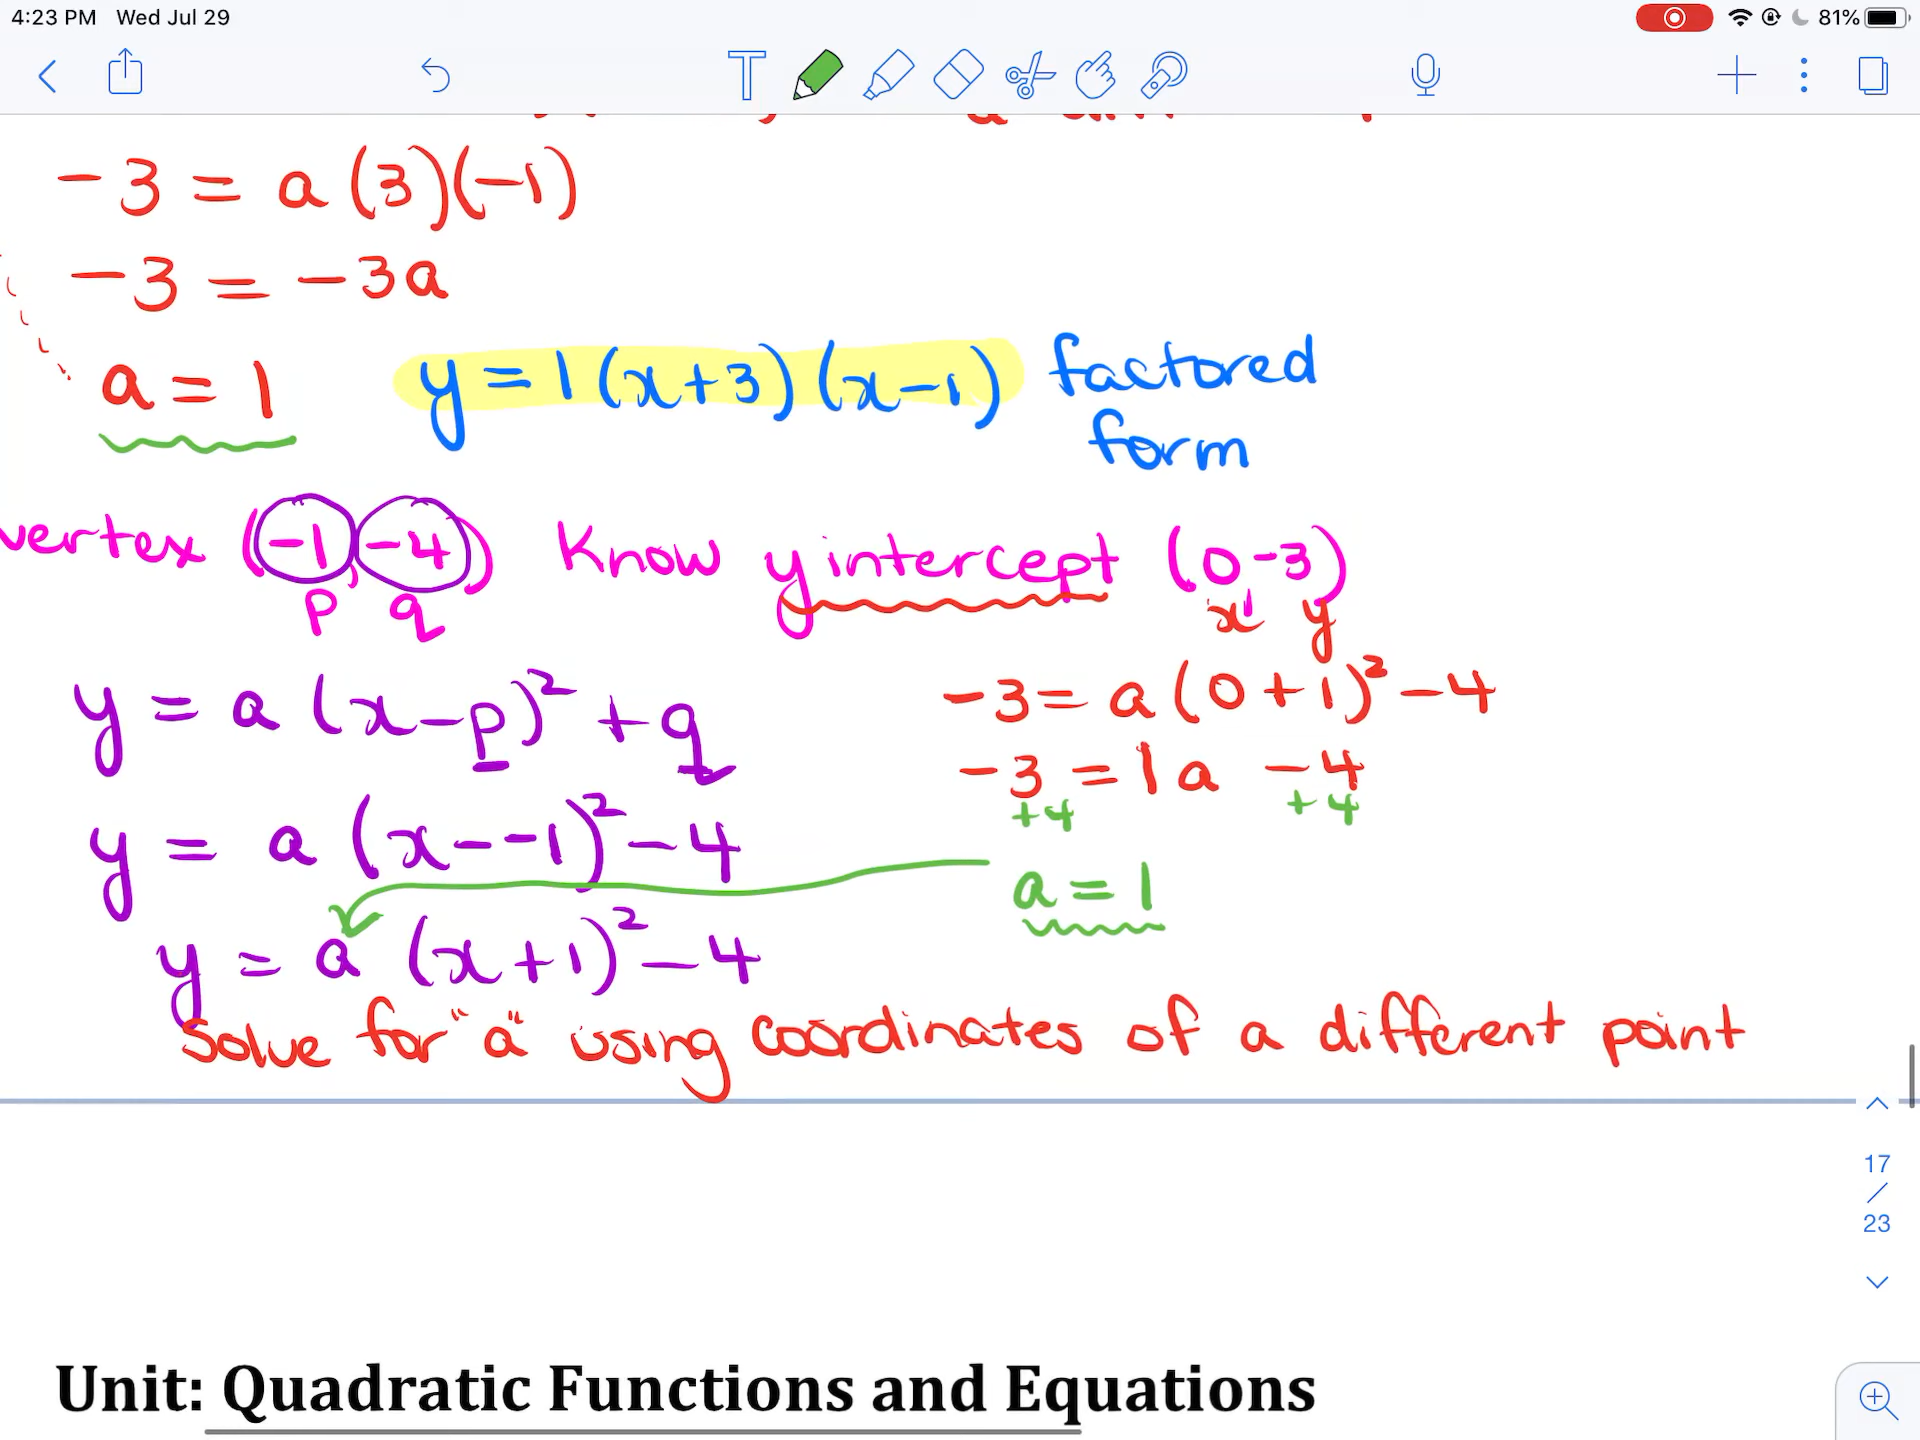 4:23 PM Wed Jul 29
81%
-3 = a (3)(-1)
-3 = -3a
a = 1 y = 1 (x+3) (x-1) factored
form
vertex (-1, -4) Know y intercept (0, -3)
p q x y
y = a (x-p)² + q -3 = a (0+1)² - 4
-3 = 1a - 4
+4 +4
y = a (x--1)² - 4
a = 1
y = a (x+1)² - 4
Solve for "a" using coordinates of a different point
17
/
23
Unit: Quadratic Functions and Equations